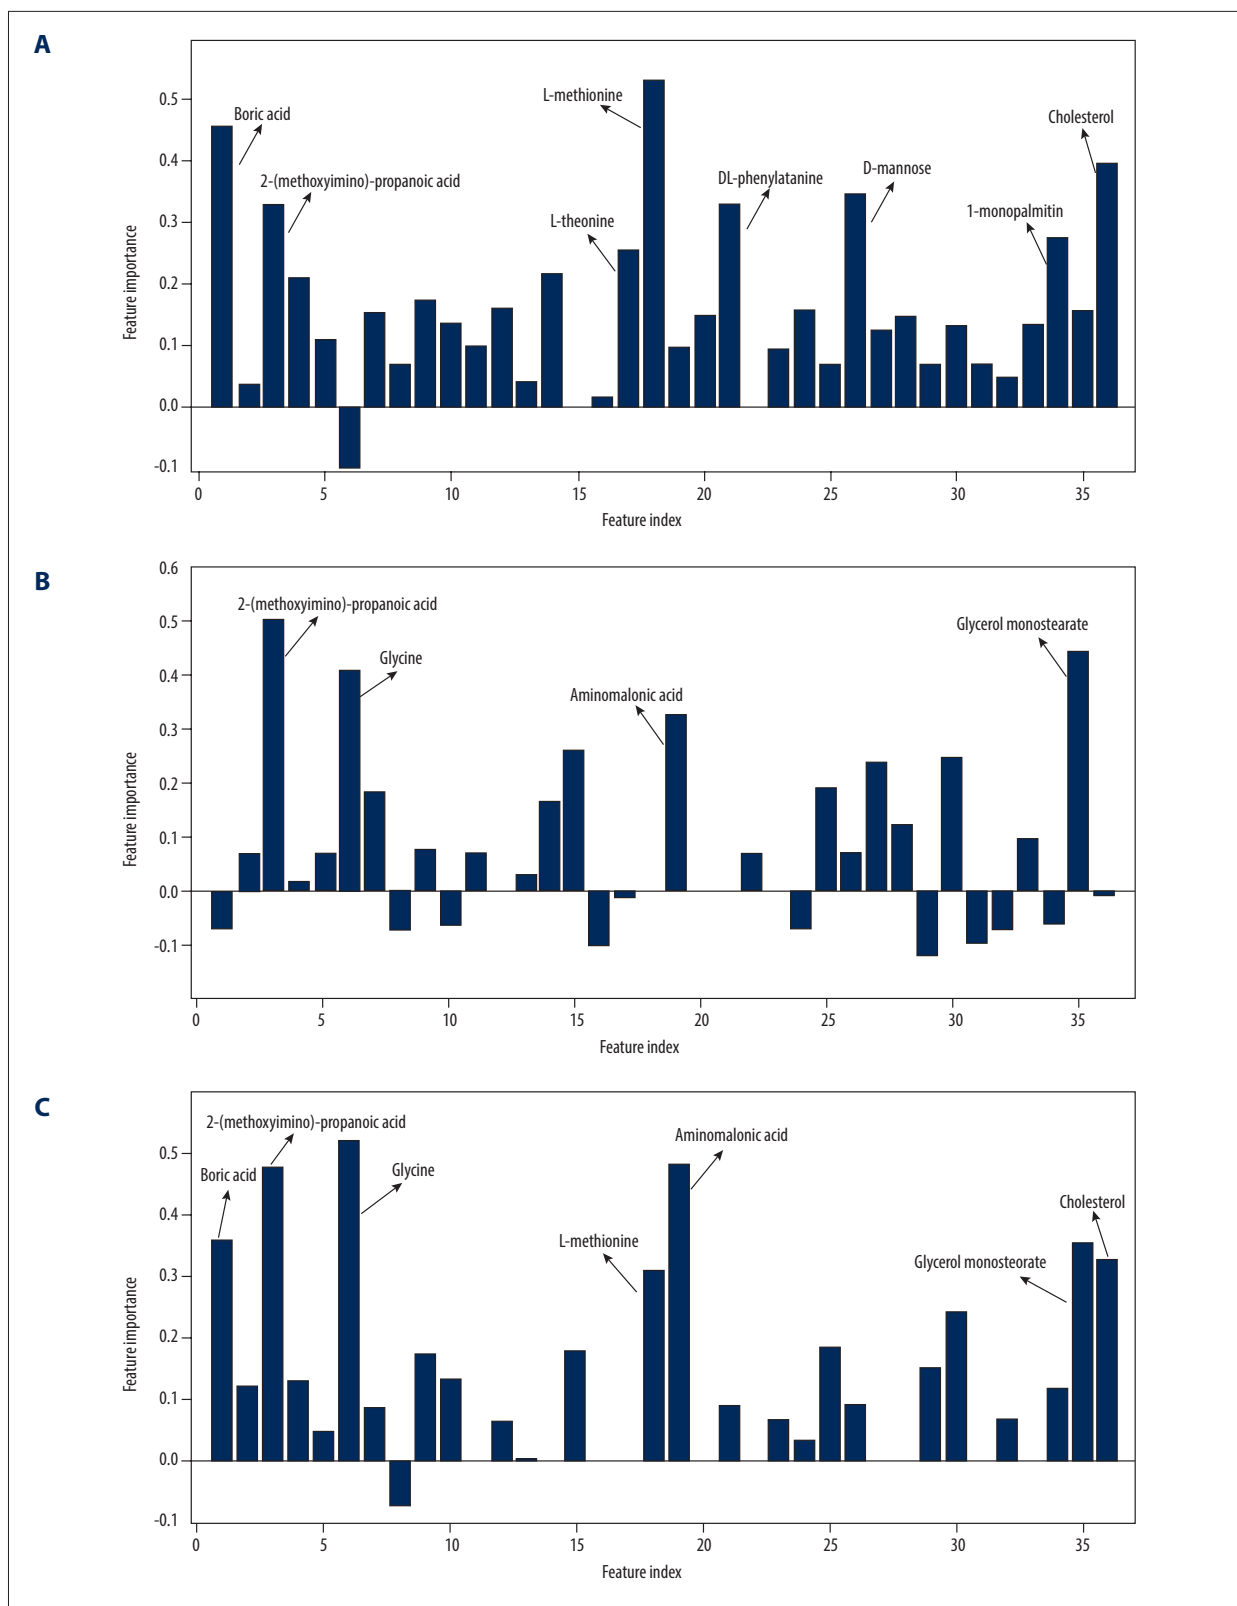 A
0.5
0.4
0.3
0.2
0.1
0.0
-0.1
Feature importance
Boric acid
2-(methoxyimino)-propanoic acid
L-methionine
L-theonine
DL-phenylatanine
D-mannose
1-monopalmitin
Cholesterol
0 5 10 15 20 25 30 35
Feature index
B
0.6
0.5
0.4
0.3
0.2
0.1
0.0
-0.1
Feature importance
2-(methoxyimino)-propanoic acid
Glycine
Aminomalonic acid
Glycerol monostearate
0 5 10 15 20 25 30 35
Feature index
C
0.5
0.4
0.3
0.2
0.1
0.0
-0.1
Feature importance
2-(methoxyimino)-propanoic acid
Boric acid
Glycine
L-methionine
Aminomalonic acid
Glycerol monosteorate
Cholesterol
0 5 10 15 20 25 30 35
Feature index